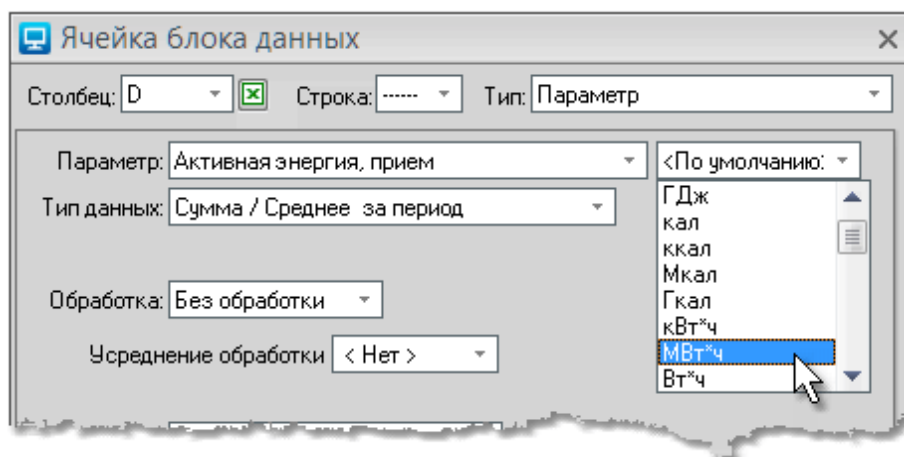 Ячейка блока данных
Столбец: D Строка: ------ Тип: Параметр
Параметр: Активная энергия, прием <По умолчанию:
Тип данных: Сумма / Среднее за период
ГДж
кал
ккал
Мкал
Гкал
Обработка: Без обработки
кВт*ч
Усреднение обработки < Нет >
МВт*ч
Вт*ч